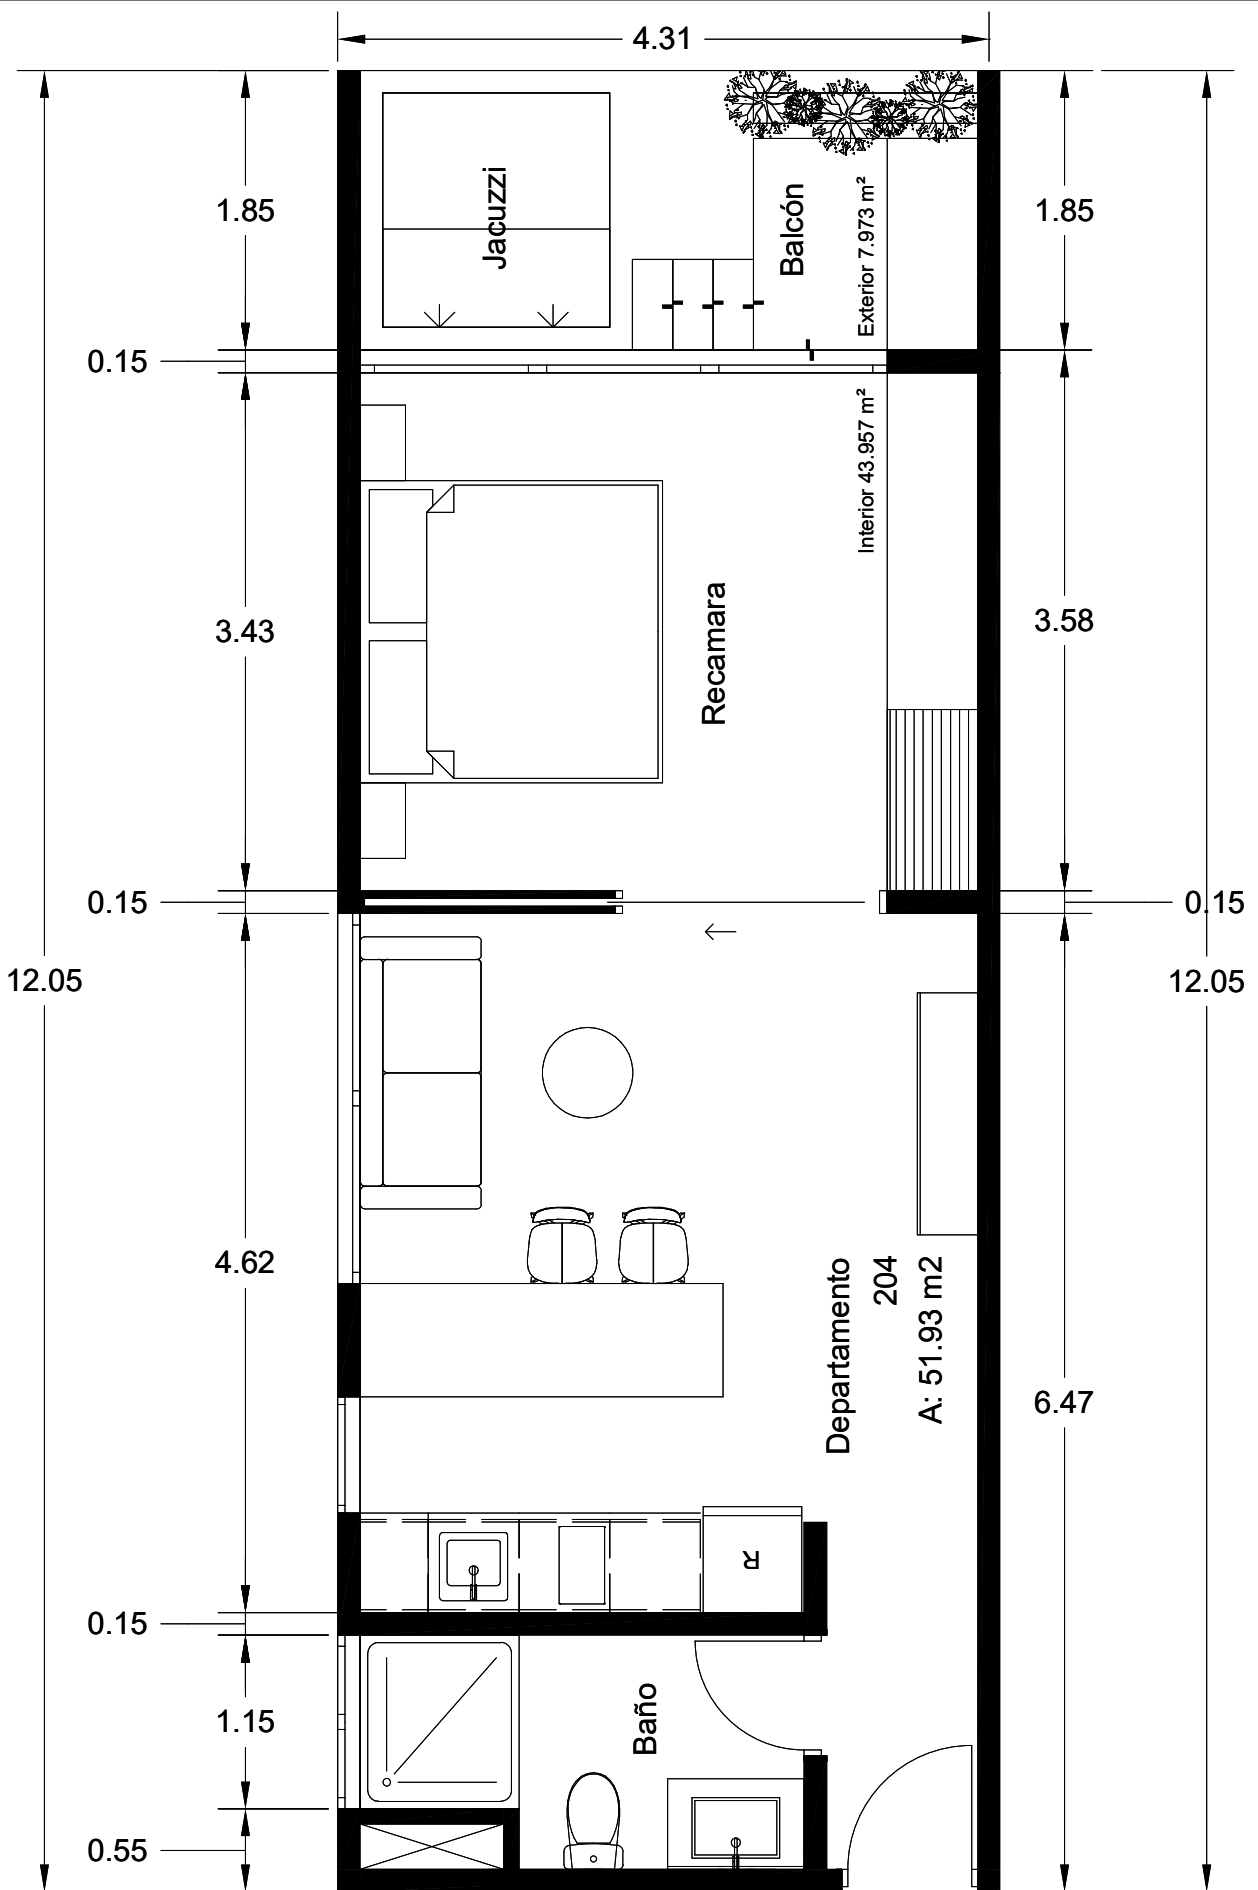 4.31
1.85
1.85
Jacuzzi
Balcón
Exterior 7.973 m²
0.15
Interior 43.957 m²
3.43
3.58
Recamara
0.15
0.15
12.05
12.05
4.62
Departamento
204
A: 51.93 m2
6.47
R
0.15
Baño
1.15
0.55